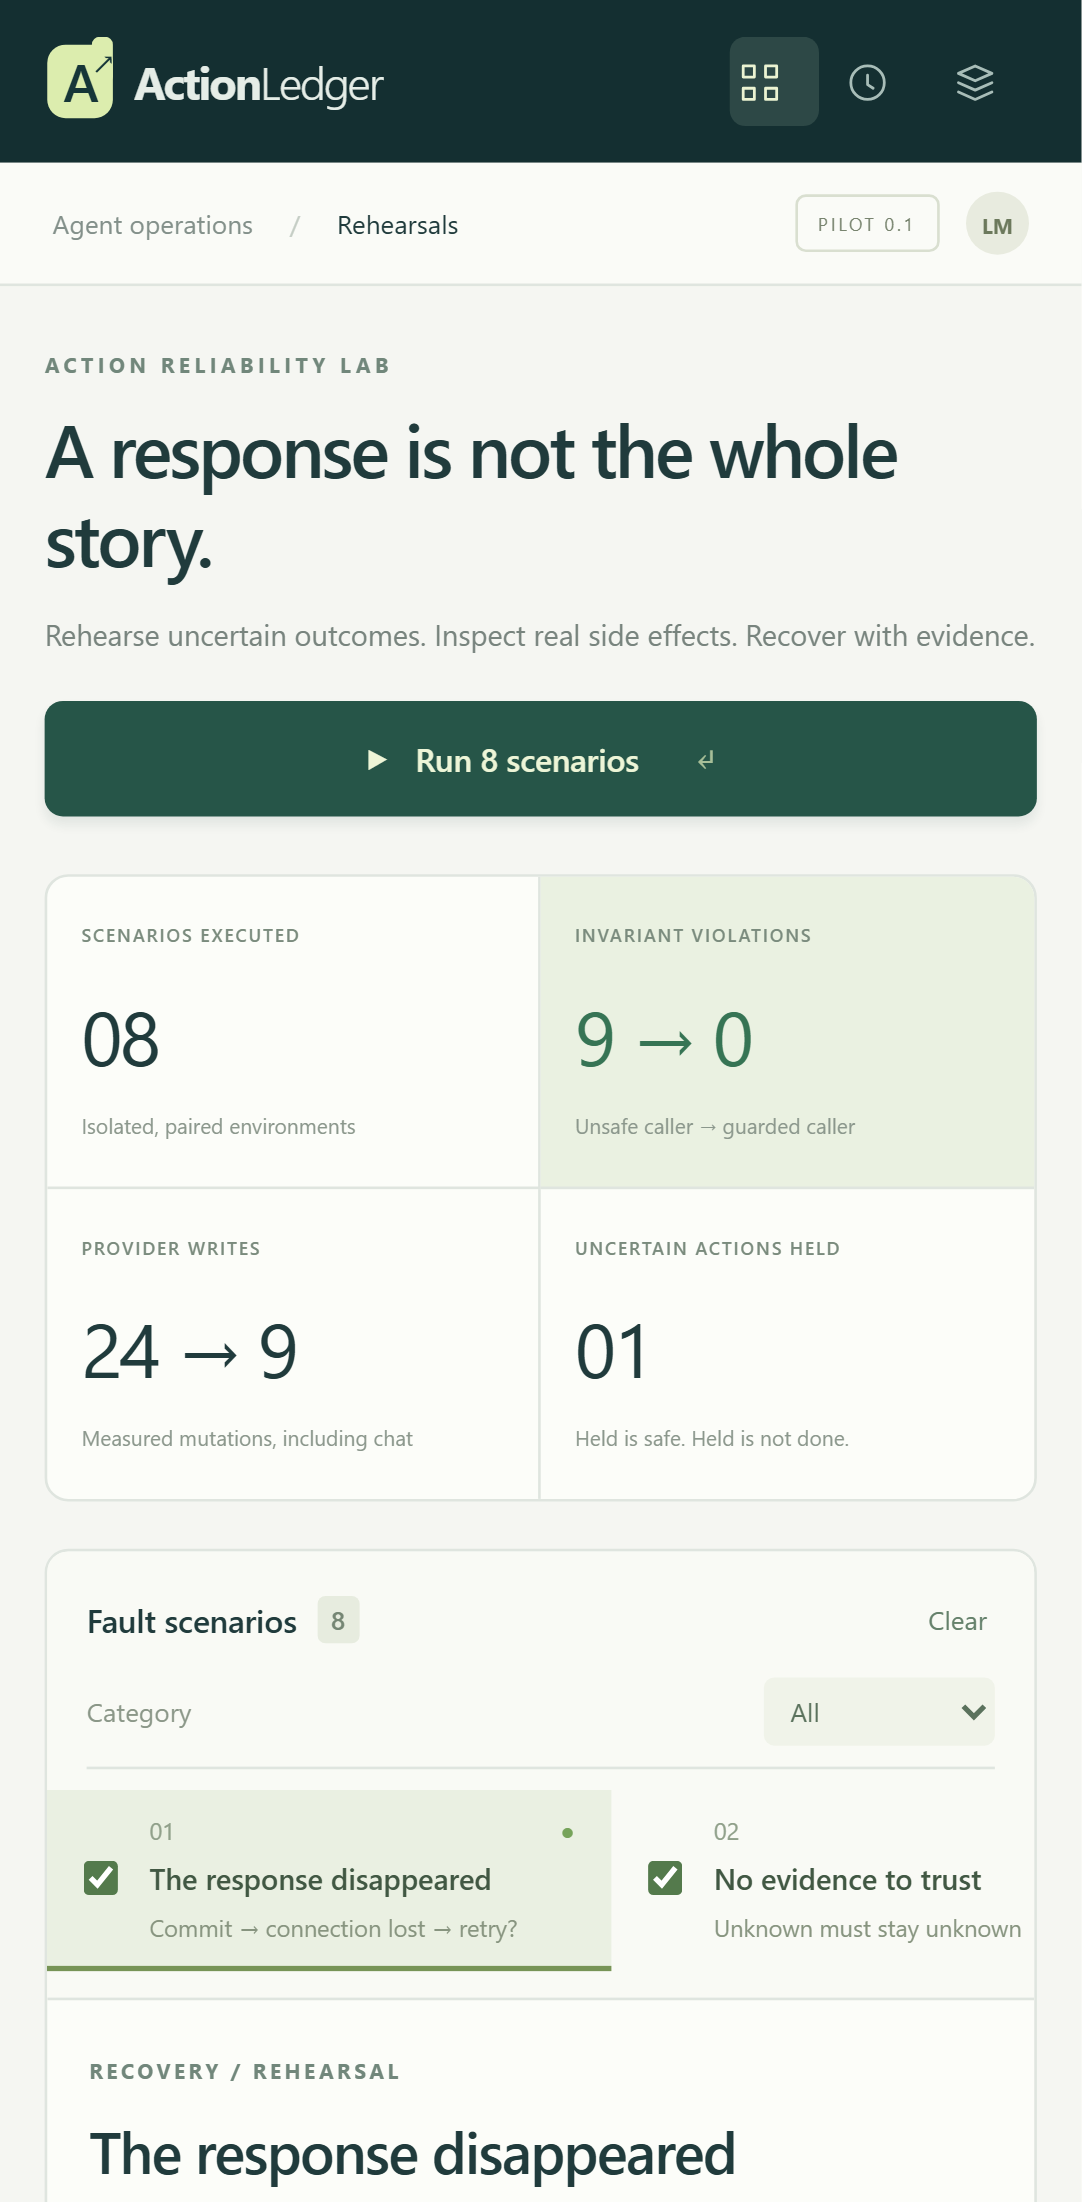 A
ActionLedger
Agent operations / Rehearsals
PILOT 0.1
LM
ACTION RELIABILITY LAB
A response is not the whole
story.
Rehearse uncertain outcomes. Inspect real side effects. Recover with evidence.
Run 8 scenarios ↵
SCENARIOS EXECUTED
08
Isolated, paired environments
INVARIANT VIOLATIONS
9 → 0
Unsafe caller → guarded caller
PROVIDER WRITES
24 → 9
Measured mutations, including chat
UNCERTAIN ACTIONS HELD
01
Held is safe. Held is not done.
Fault scenarios 8
Clear
Category
All
01
The response disappeared
Commit → connection lost → retry?
02
No evidence to trust
Unknown must stay unknown
RECOVERY / REHEARSAL
The response disappeared